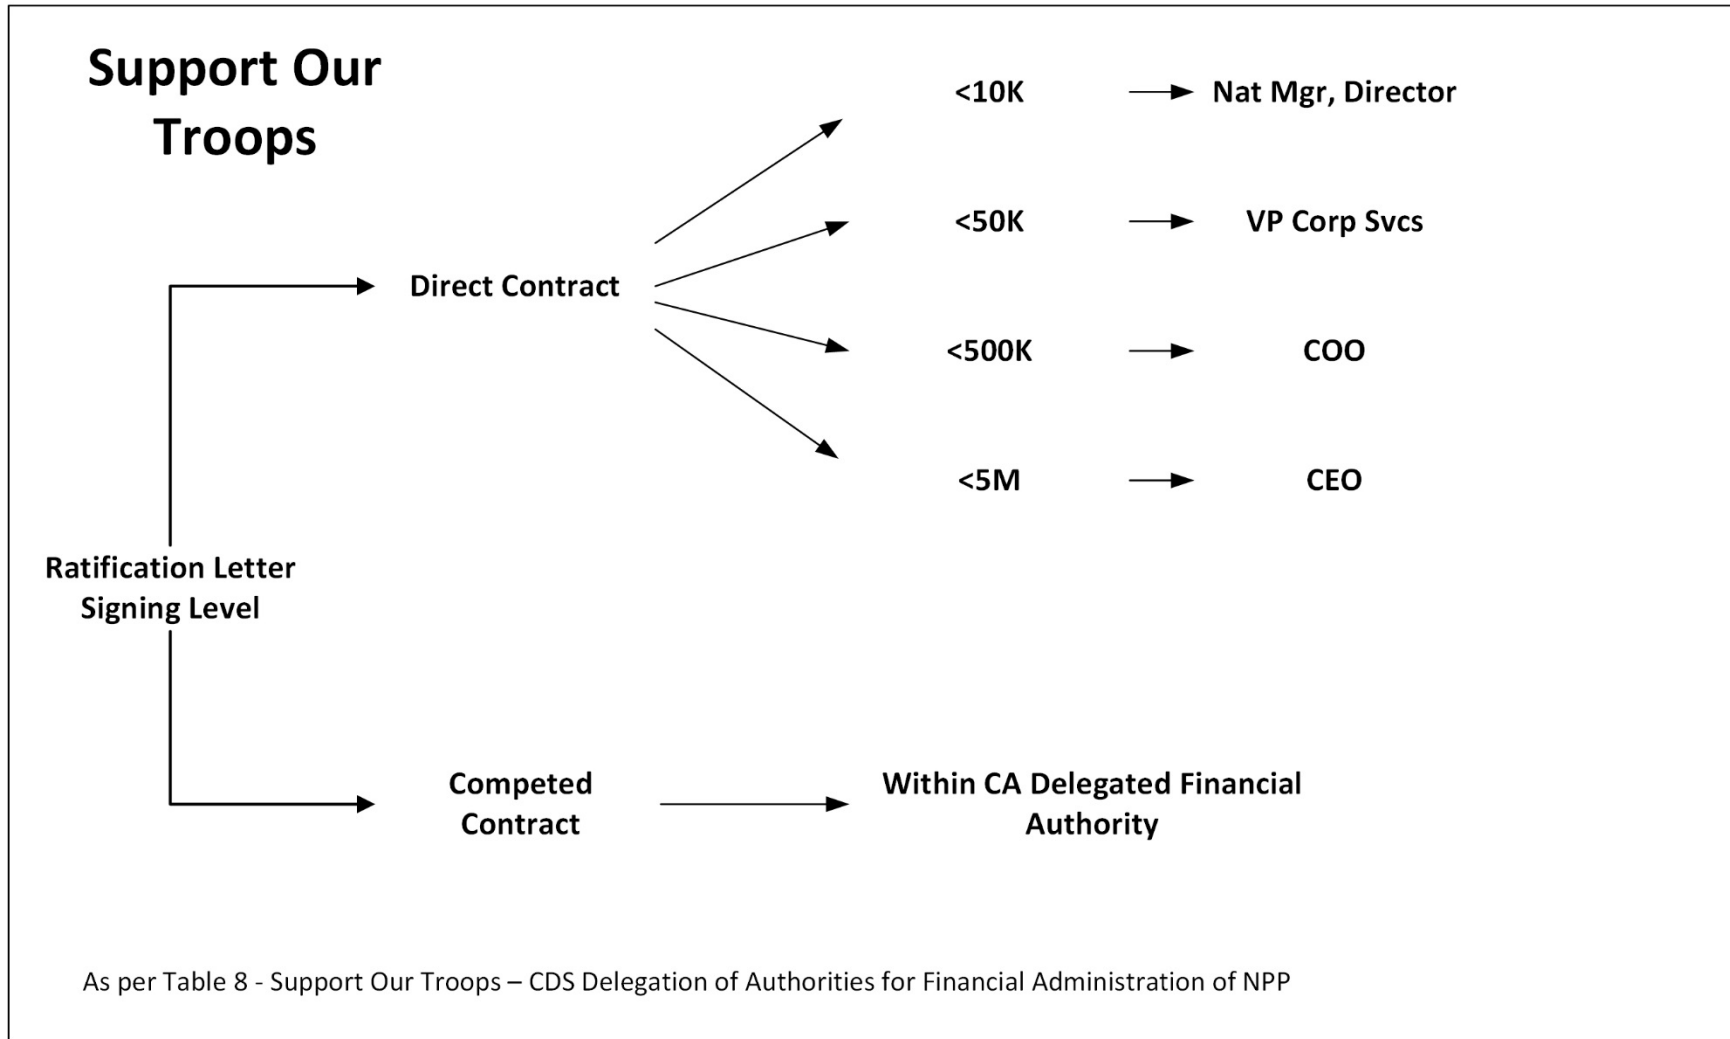 Support Our
Troops
<10K
Nat Mgr, Director
<50K
VP Corp Svcs
Direct Contract
<500K
COO
<5M
CEO
Ratification Letter
Signing Level
Competed
Contract
Within CA Delegated Financial
Authority
As per Table 8 - Support Our Troops – CDS Delegation of Authorities for Financial Administration of NPP